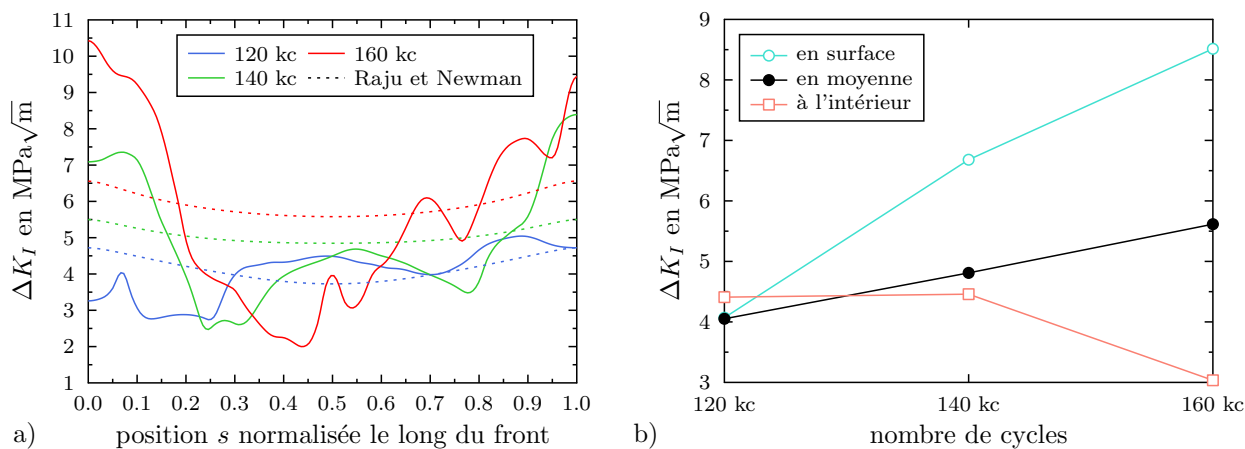 11
10
9
8
7
6
5
4
3
2
1
ΔK_I en MPa√m
120 kc
140 kc
160 kc
Raju et Newman
0.0 0.1 0.2 0.3 0.4 0.5 0.6 0.7 0.8 0.9 1.0
a) position s normalisée le long du front
9
8
7
6
5
4
3
ΔK_I en MPa√m
en surface
en moyenne
à l'intérieur
120 kc 140 kc 160 kc
b) nombre de cycles